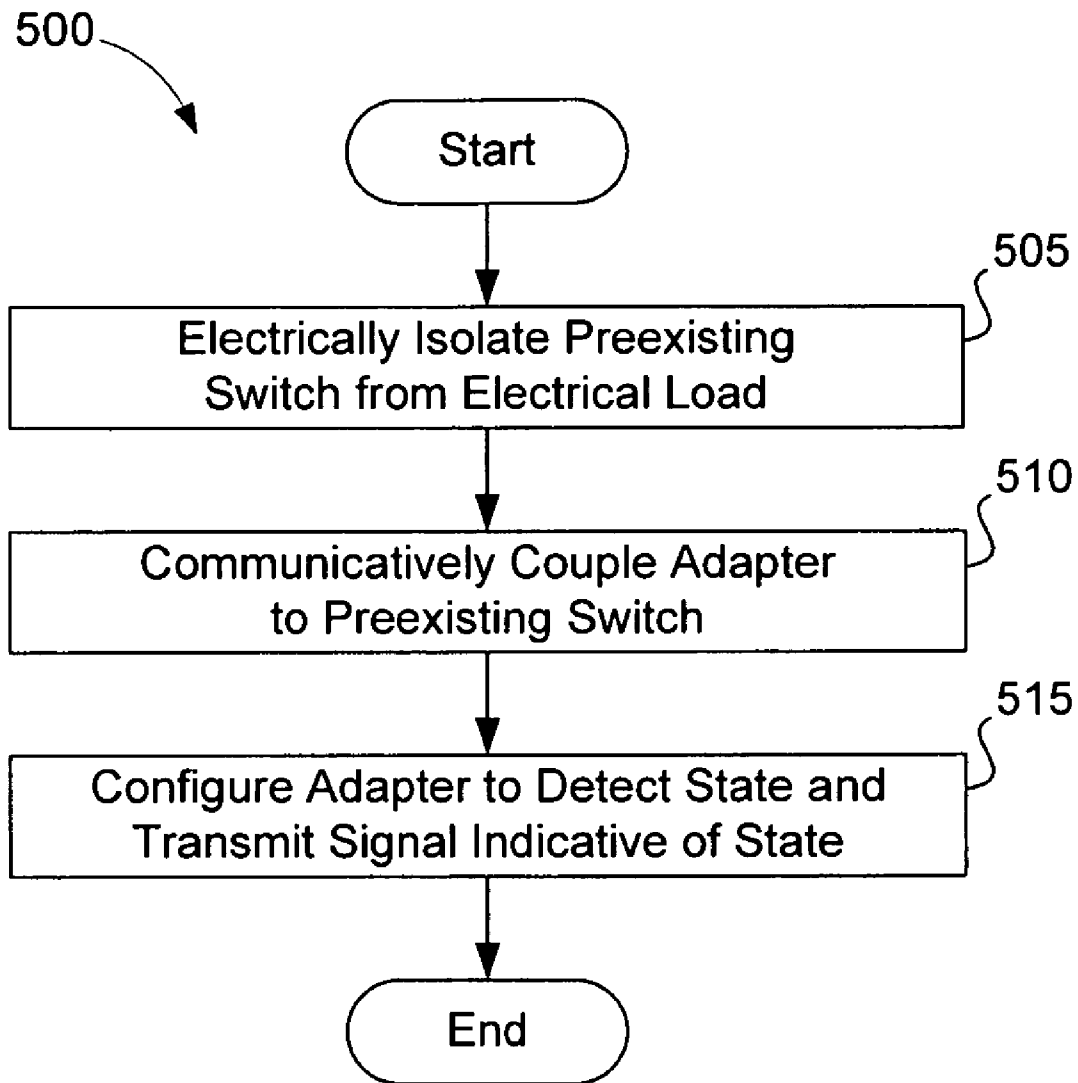 500
Start
505
Electrically Isolate Preexisting
Switch from Electrical Load
510
Communicatively Couple Adapter
to Preexisting Switch
515
Configure Adapter to Detect State and
Transmit Signal Indicative of State
End